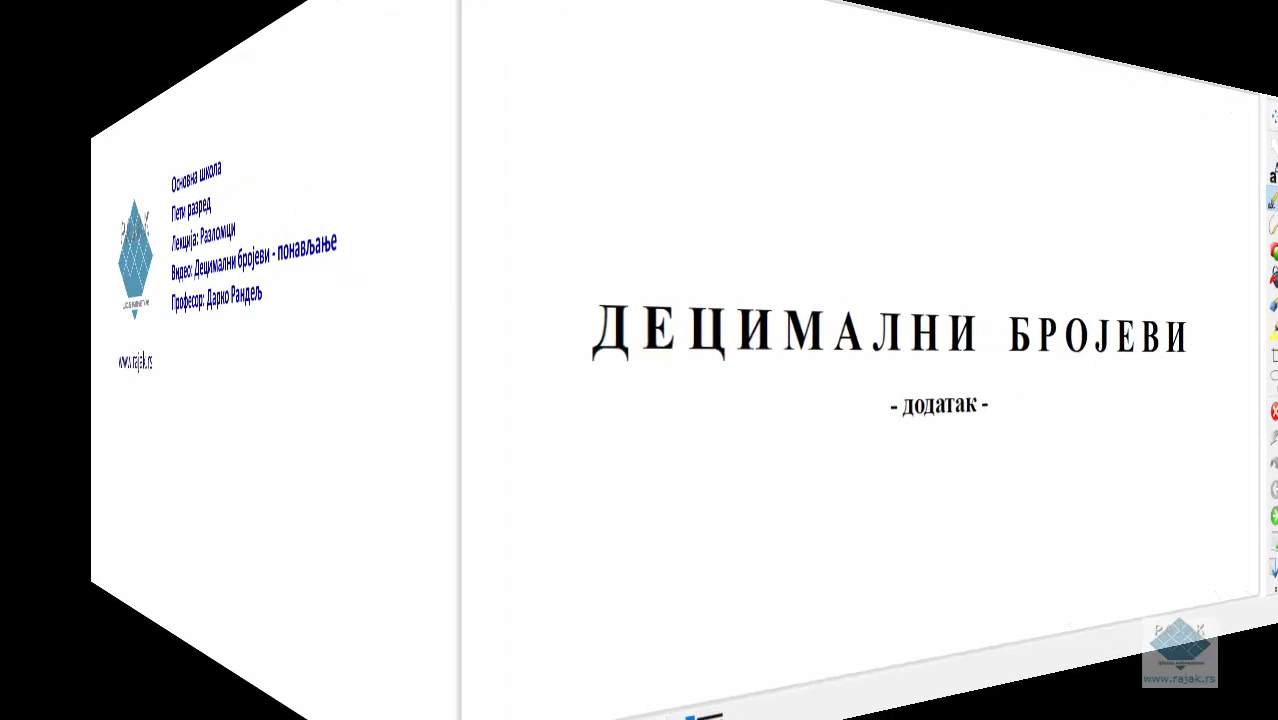 Основна школа
Пети разред
Лекција: Разломци
Видео: Децимални бројеви - понављање
Професор: Дарко Рандељ
www.rajak.rs
ДЕЦИМАЛНИ БРОЈЕВИ
- додатак -
www.rajak.rs